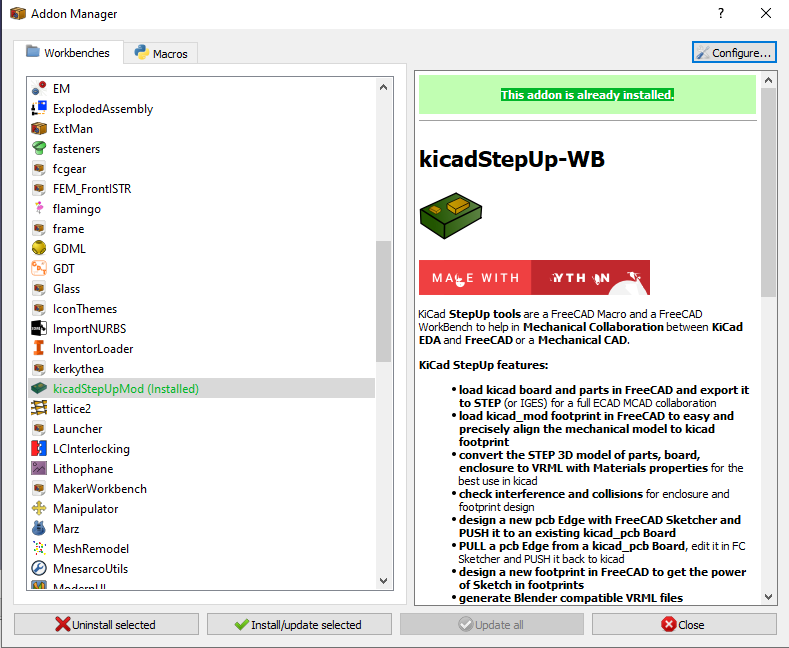 Addon Manager
?
Workbenches
Macros
Configure...
EM
ExplodedAssembly
ExtMan
fasteners
fcgear
FEM_FrontISTR
flamingo
frame
GDML
GDT
Glass
IconThemes
ImportNURBS
InventorLoader
kerkythea
kicadStepUpMod (Installed)
lattice2
Launcher
LCInterlocking
Lithophane
MakerWorkbench
Manipulator
Marz
MeshRemodel
MnesarcoUtils
ModernUI
This addon is already installed.
kicadStepUp-WB
MADE WITH
KiCad StepUp tools are a FreeCAD Macro and a FreeCAD
WorkBench to help in Mechanical Collaboration between KiCad
EDA and FreeCAD or a Mechanical CAD.
KiCad StepUp features:
• load kicad board and parts in FreeCAD and export it
to STEP (or IGES) for a full ECAD MCAD collaboration
• load kicad_mod footprint in FreeCAD to easy and
precisely align the mechanical model to kicad
footprint
• convert the STEP 3D model of parts, board,
enclosure to VRML with Materials properties for the
best use in kicad
• check interference and collisions for enclosure and
footprint design
• design a new pcb Edge with FreeCAD Sketcher and
PUSH it to an existing kicad_pcb Board
• PULL a pcb Edge from a kicad_pcb Board, edit it in FC
Sketcher and PUSH it back to kicad
• design a new footprint in FreeCAD to get the power
of Sketch in footprints
• generate Blender compatible VRML files
Uninstall selected
Install/update selected
Update all
Close